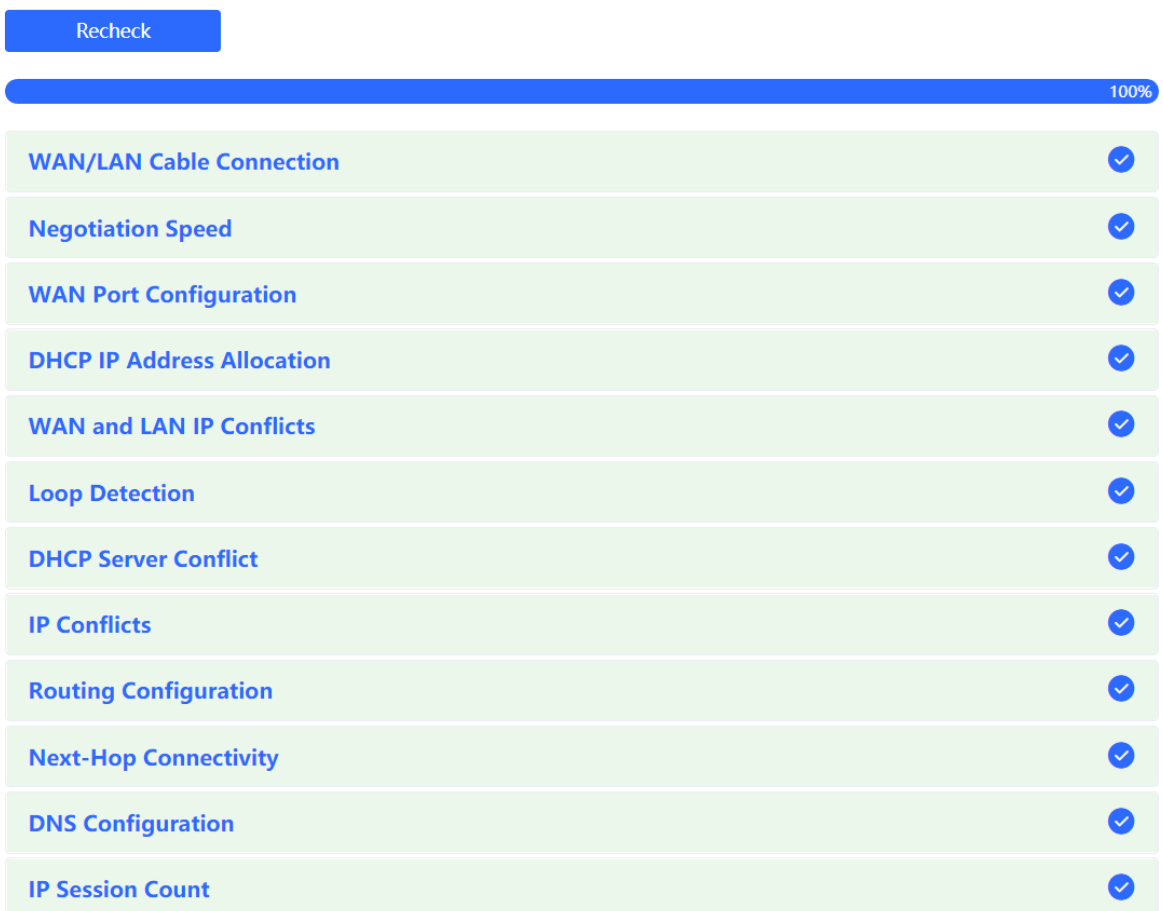 Recheck
100%
WAN/LAN Cable Connection
Negotiation Speed
WAN Port Configuration
DHCP IP Address Allocation
WAN and LAN IP Conflicts
Loop Detection
DHCP Server Conflict
IP Conflicts
Routing Configuration
Next-Hop Connectivity
DNS Configuration
IP Session Count